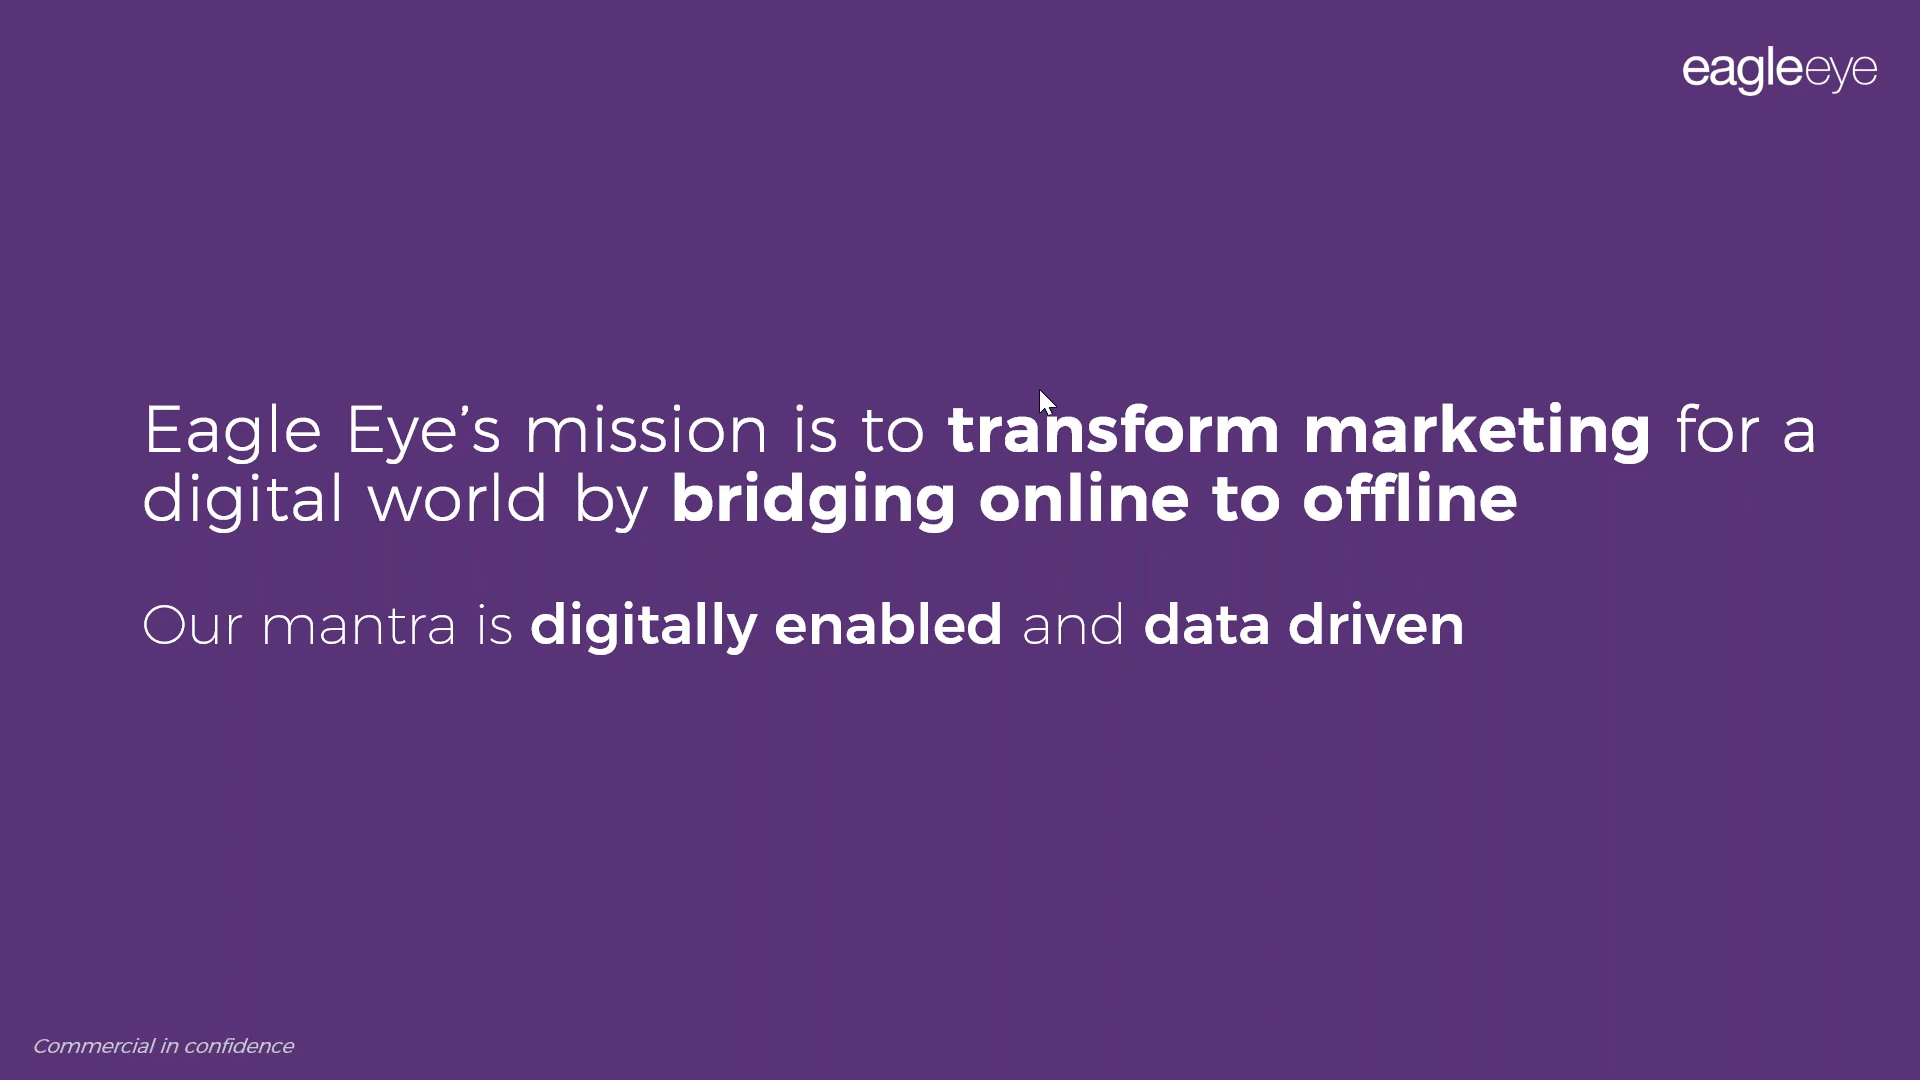 eagleeye
Eagle Eye’s mission is to transform marketing for a
digital world by bridging online to offline
Our mantra is digitally enabled and data driven
Commercial in confidence